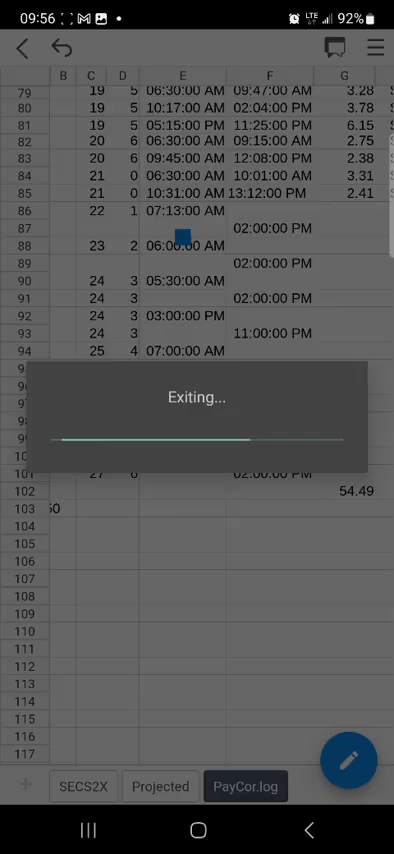 09:56 LTE 92%
B C D E F G
79 19 5 06:30:00 AM 09:47:00 AM 3.28
80 19 5 10:17:00 AM 02:04:00 PM 3.78
81 19 5 05:15:00 PM 11:25:00 PM 6.15
82 20 6 06:30:00 AM 09:15:00 AM 2.75
83 20 6 09:45:00 AM 12:08:00 PM 2.38
84 21 0 06:30:00 AM 10:01:00 AM 3.31
85 21 0 10:31:00 AM 13:12:00 PM 2.41
86 22 1 07:13:00 AM
87 02:00:00 PM
88 23 2 06:00:00 AM
89 02:00:00 PM
90 24 3 05:30:00 AM
91 24 3 02:00:00 PM
92 24 3 03:00:00 PM
93 24 3 11:00:00 PM
94 25 4 07:00:00 AM
Exiting...
101 27 6 02:00:00 PM
102 54.49
103 50
104
105
106
107
108
109
110
111
112
113
114
115
116
117
+ SECS2X Projected PayCor.log